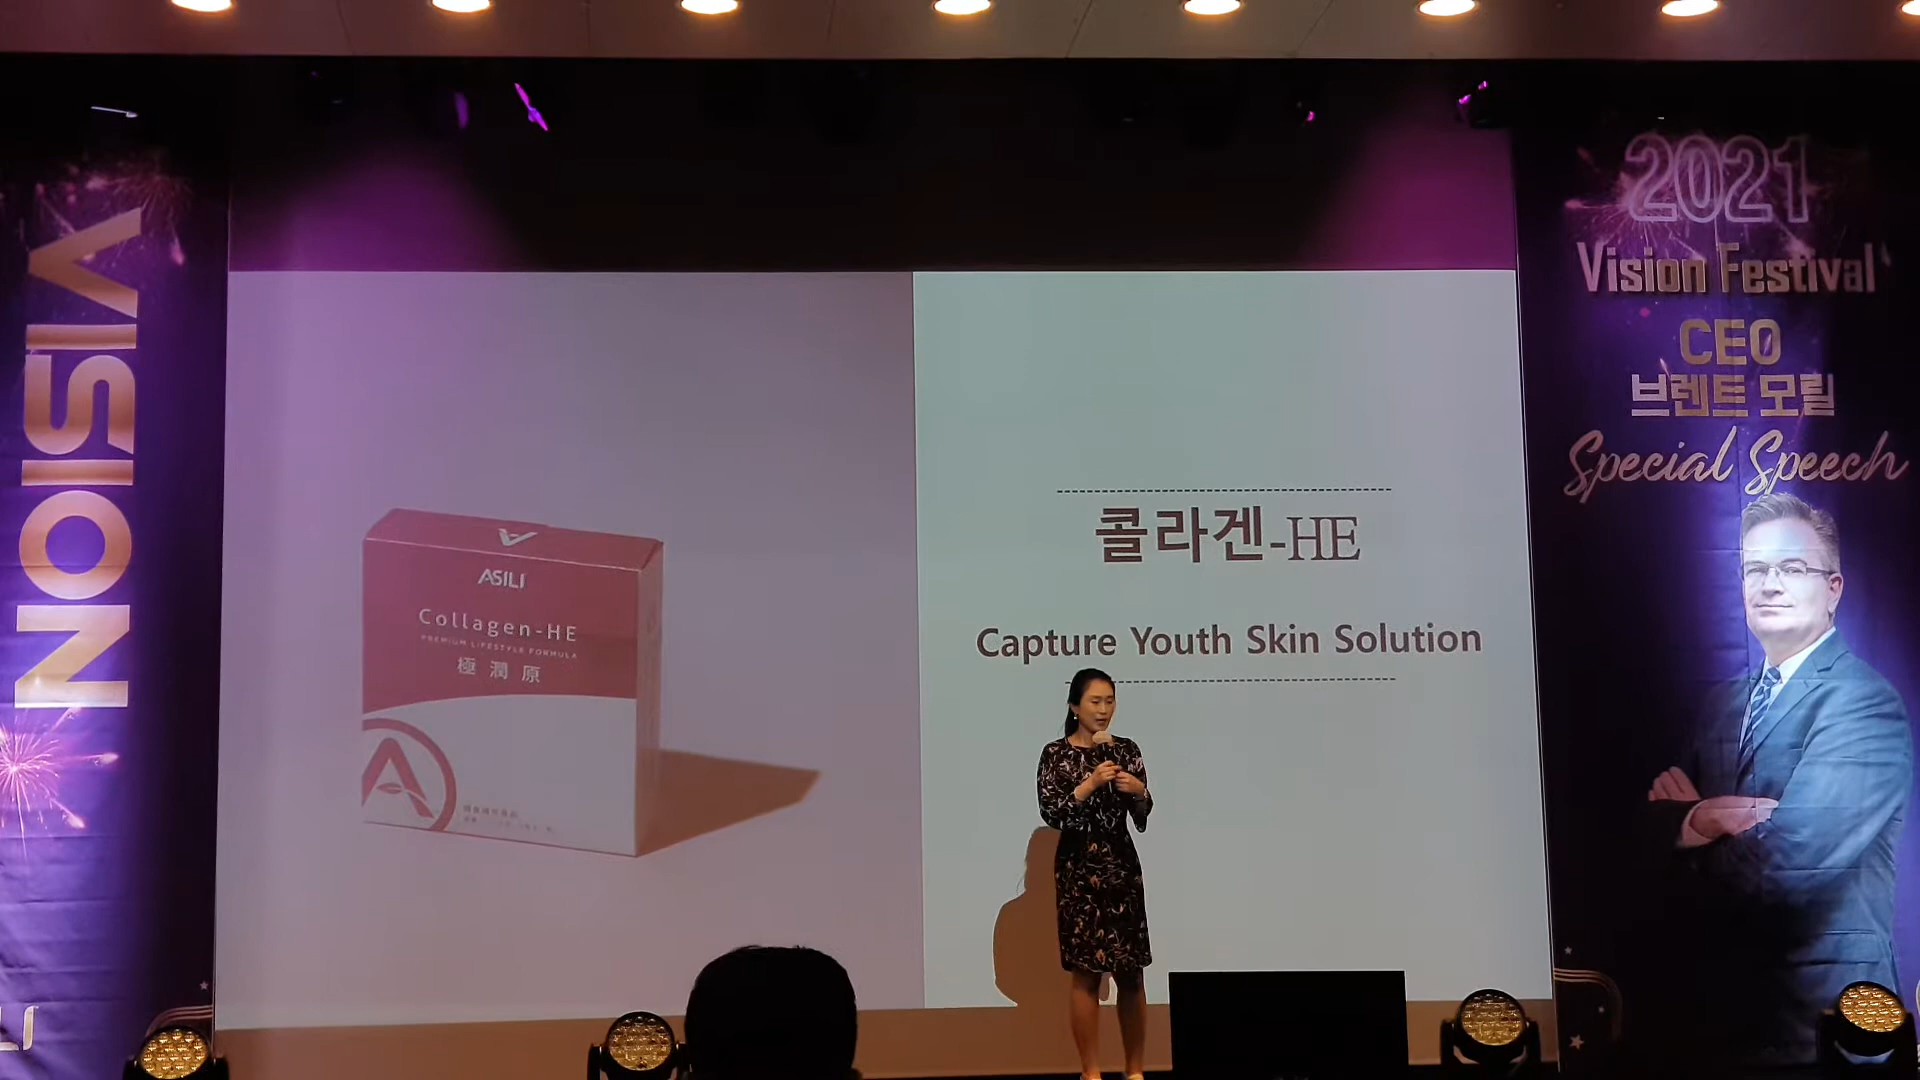 VISION
ASILI
Collagen-HE
PREMIUM LIFESTYLE FORMULA
極潤原
콜라겐-HE
Capture Youth Skin Solution
2021
Vision Festival
CEO
브렌트 모릴
Special Speech